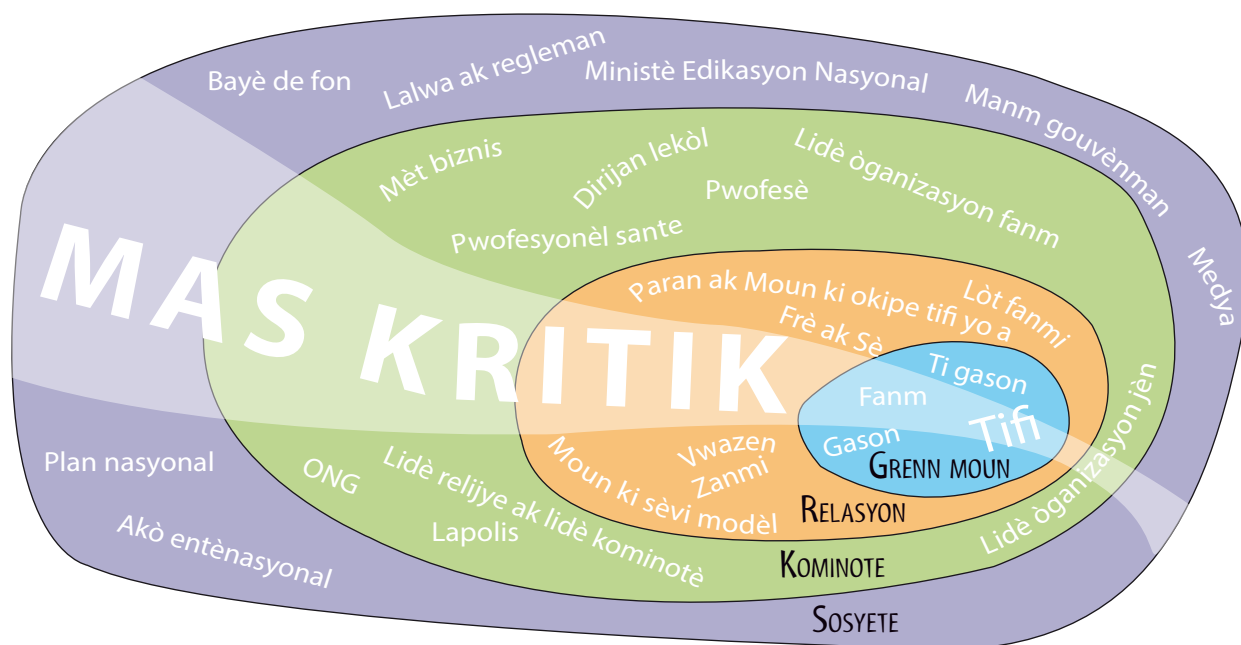 Bayè de fon
Lalwa ak regleman
Ministè Edikasyon Nasyonal
Manm gouvènman
Medya
Mèt biznis
Dirijan lekòl
Pwofesè
Lidè òganizasyon fanm
Pwofesyonèl sante
Paran ak Moun ki okipe tifi yo a
Lòt fanmi
Frè ak Sè
MAS KRITIK
Ti gason
Fanm
Tifi
Gason
GRENN MOUN
Vwazen
Zanmi
Moun ki sèvi modèl
RELASYON
Plan nasyonal
ONG
Lidè relijye ak lidè kominotè
Lapolis
Lidè òganizasyon jèn
KOMINOTE
Akò entènasyonal
SOSYETE